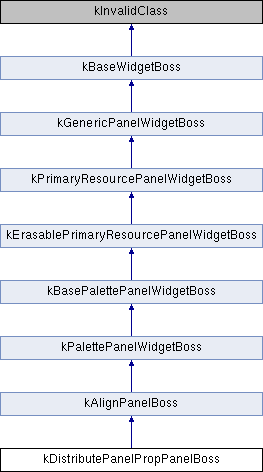 kInvalidClass
kBaseWidgetBoss
kGenericPanelWidgetBoss
kPrimaryResourcePanelWidgetBoss
kErasablePrimaryResourcePanelWidgetBoss
kBasePalettePanelWidgetBoss
kPalettePanelWidgetBoss
kAlignPanelBoss
kDistributePanelPropPanelBoss